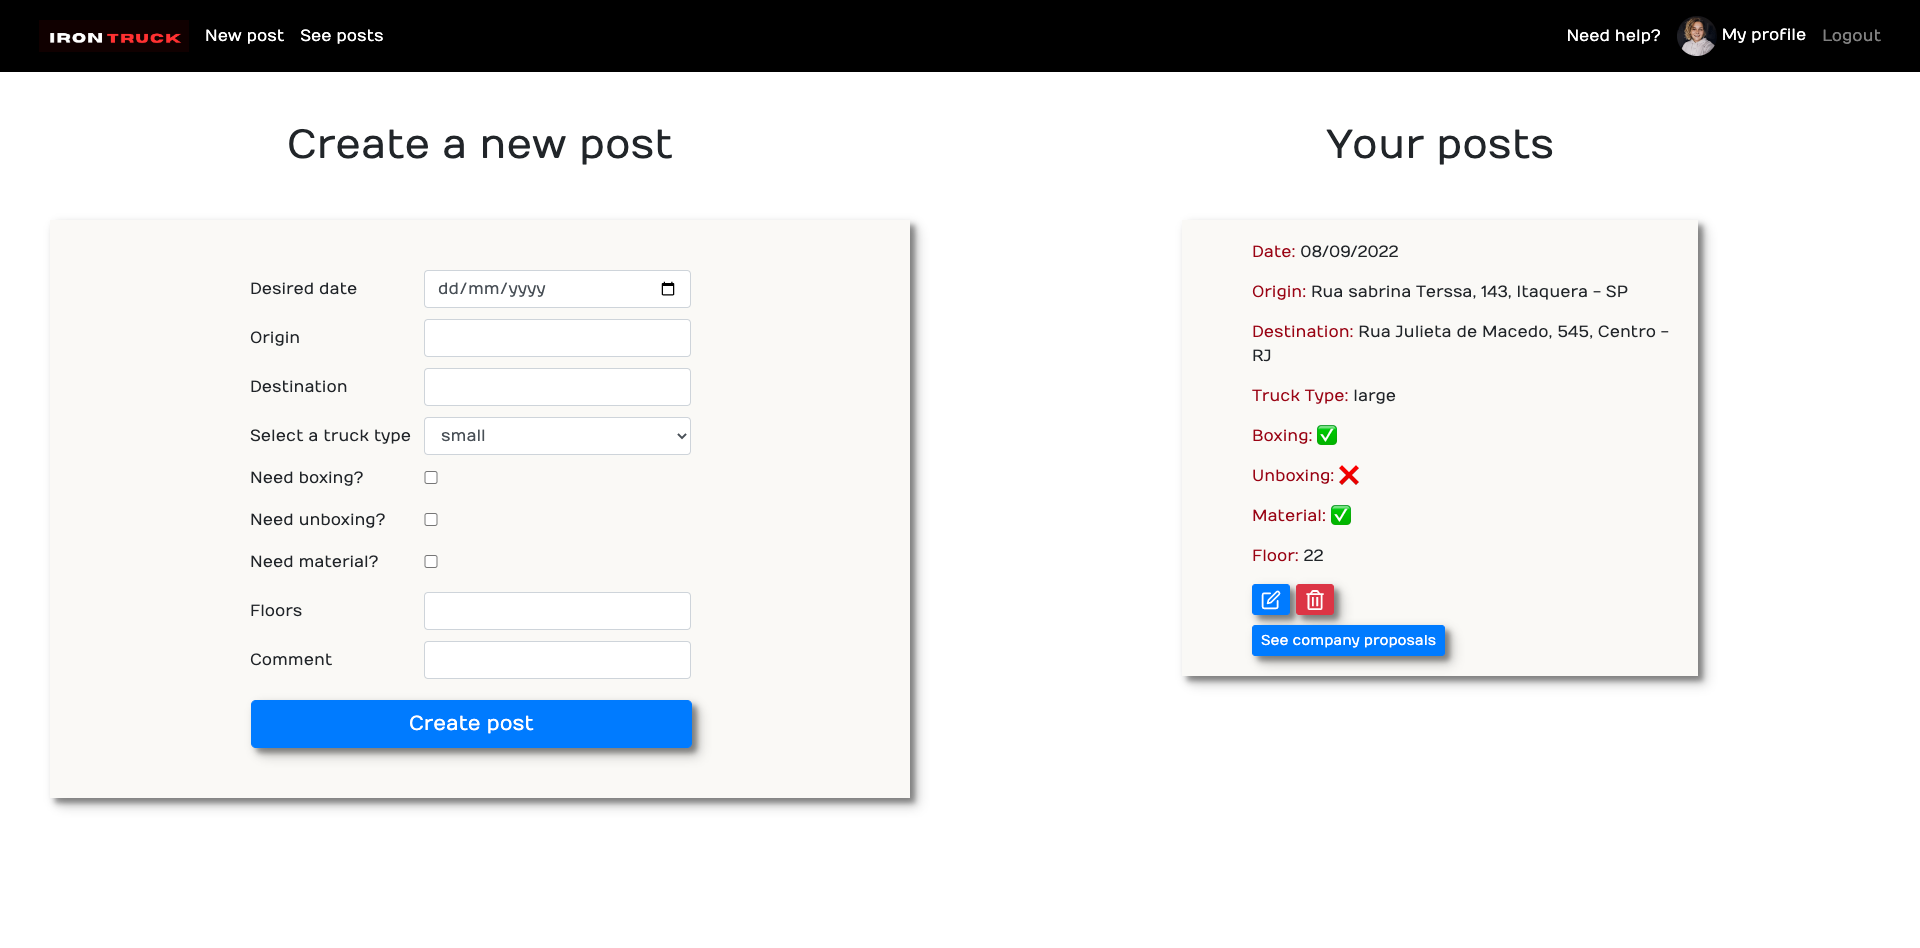 IRON TRUCK New post See posts Need help? My profile Logout
Create a new post
Desired date dd/mm/yyyy
Origin
Destination
Select a truck type small
Need boxing?
Need unboxing?
Need material?
Floors
Comment
Create post
Your posts
Date: 08/09/2022
Origin: Rua sabrina Terssa, 143, Itaquera - SP
Destination: Rua Julieta de Macedo, 545, Centro -
RJ
Truck Type: large
Boxing: ✅
Unboxing: ❌
Material: ✅
Floor: 22
See company proposals